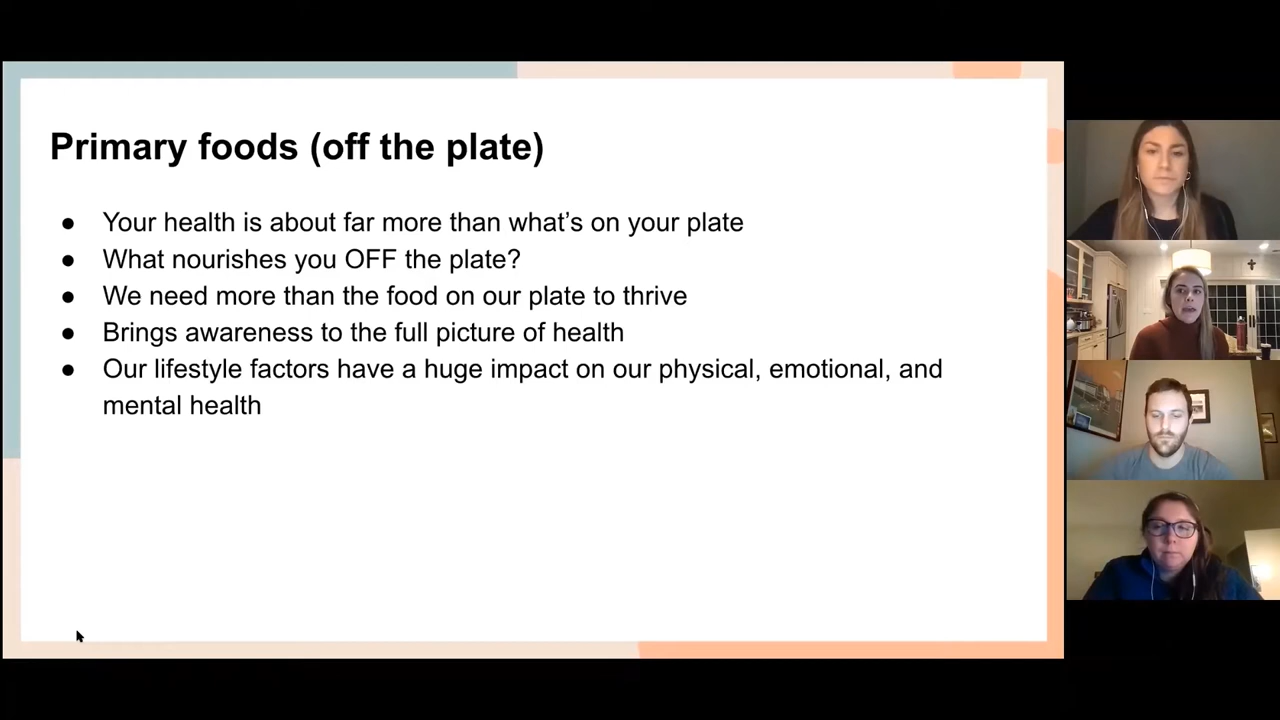 Primary foods (off the plate)
● Your health is about far more than what’s on your plate
● What nourishes you OFF the plate?
● We need more than the food on our plate to thrive
● Brings awareness to the full picture of health
● Our lifestyle factors have a huge impact on our physical, emotional, and
mental health